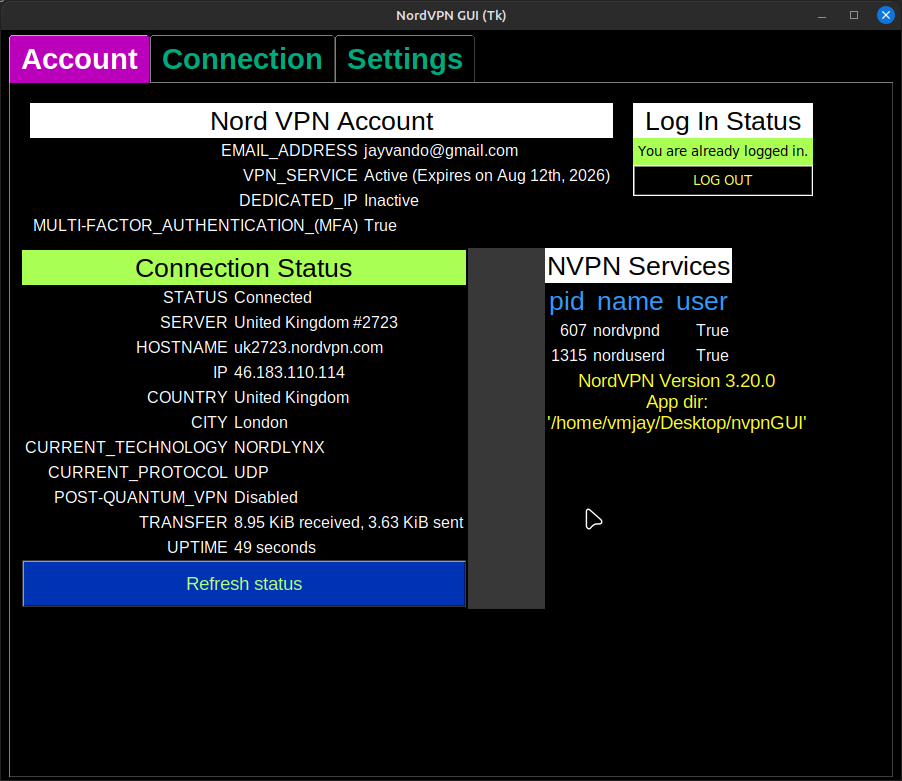 NordVPN GUI (Tk)
Account Connection Settings
Nord VPN Account
EMAIL_ADDRESS jayvando@gmail.com
VPN_SERVICE Active (Expires on Aug 12th, 2026)
DEDICATED_IP Inactive
MULTI-FACTOR_AUTHENTICATION_(MFA) True
Log In Status
You are already logged in.
LOG OUT
Connection Status
STATUS Connected
SERVER United Kingdom #2723
HOSTNAME uk2723.nordvpn.com
IP 46.183.110.114
COUNTRY United Kingdom
CITY London
CURRENT_TECHNOLOGY NORDLYNX
CURRENT_PROTOCOL UDP
POST-QUANTUM_VPN Disabled
TRANSFER 8.95 KiB received, 3.63 KiB sent
UPTIME 49 seconds
Refresh status
NVPN Services
pid name user
607 nordvpnd True
1315 norduserd True
NordVPN Version 3.20.0
App dir:
'/home/vmjay/Desktop/nvpnGUI'